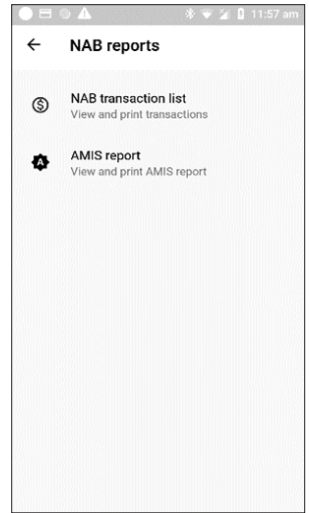 11:57 am
NAB reports
NAB transaction list
View and print transactions
AMIS report
View and print AMIS report